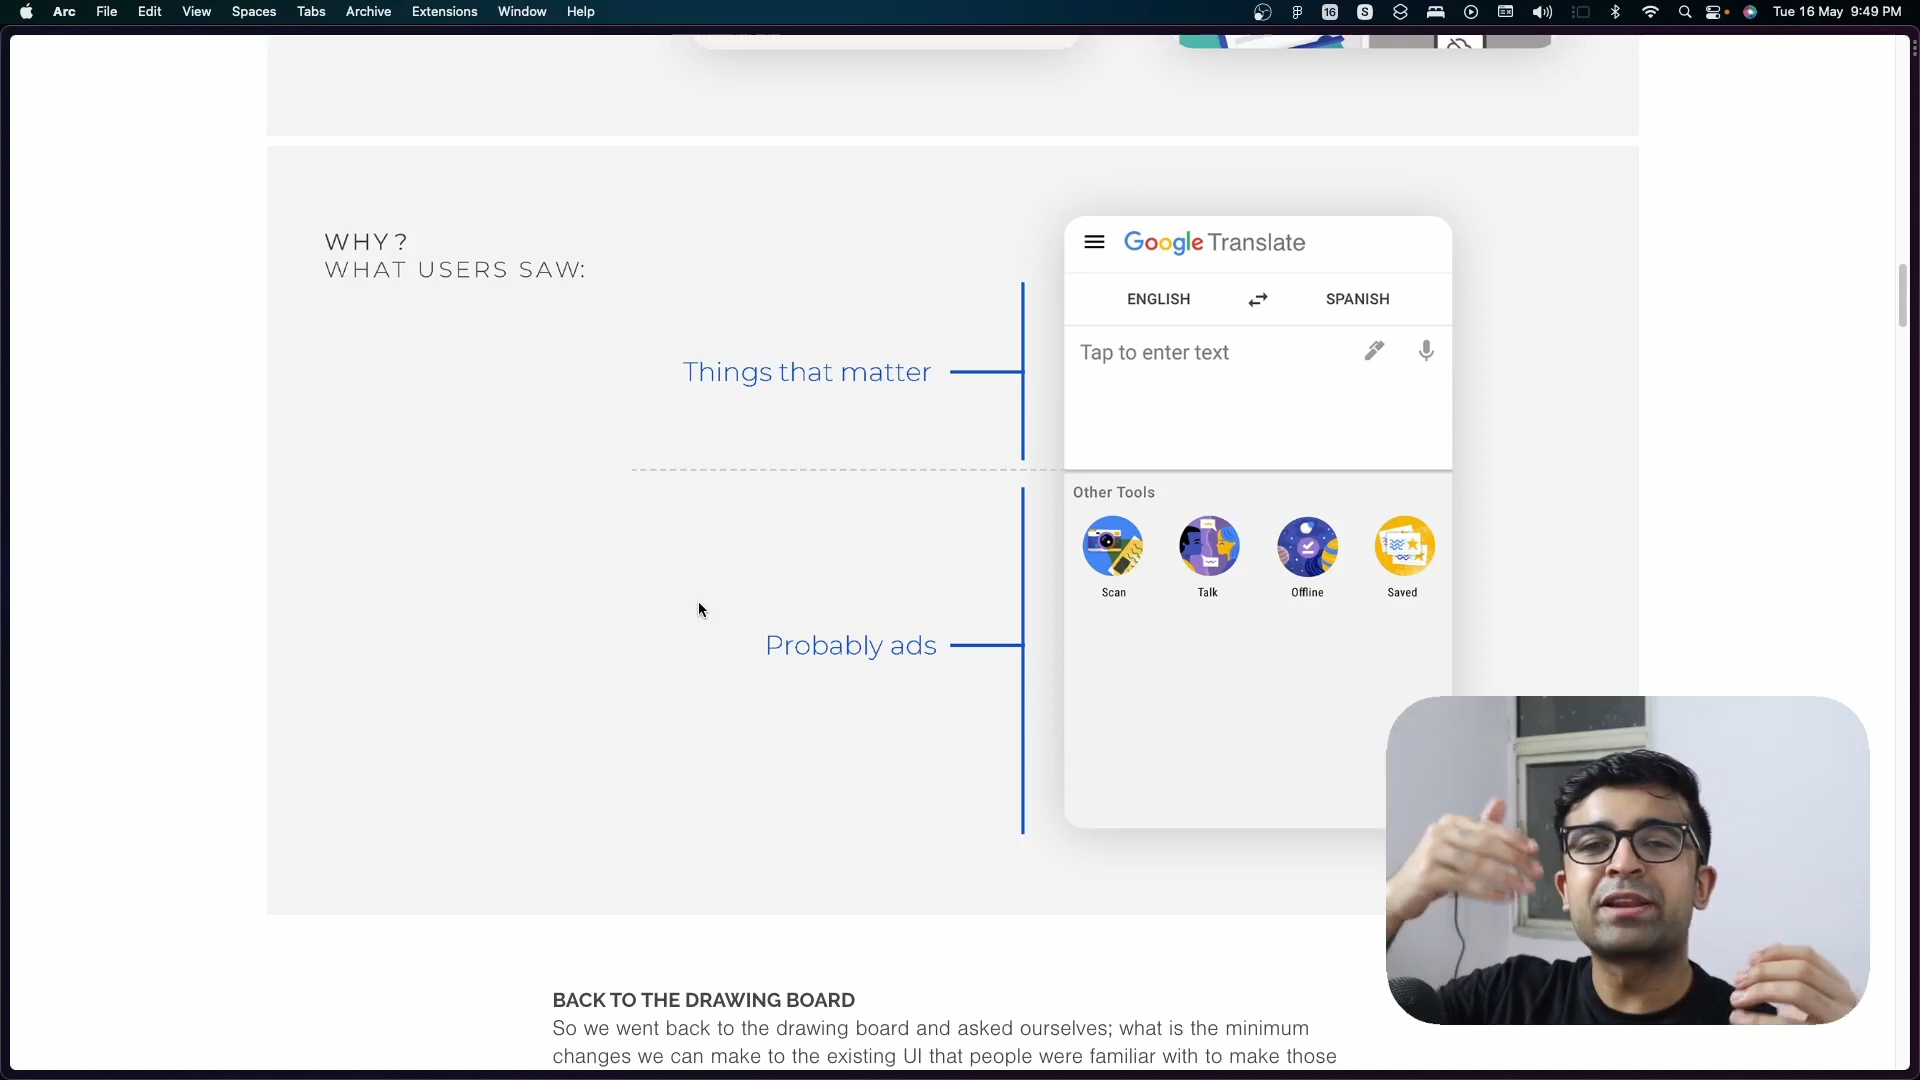 Arc File Edit View Spaces Tabs Archive Extensions Window Help 16 S Tue 16 May 9:49 PM
WHY?
WHAT USERS SAW:
Google Translate
ENGLISH SPANISH
Things that matter
Tap to enter text
Other Tools
Scan Talk Offline Saved
Probably ads
BACK TO THE DRAWING BOARD
So we went back to the drawing board and asked ourselves; what is the minimum
changes we can make to the existing UI that people were familiar with to make those